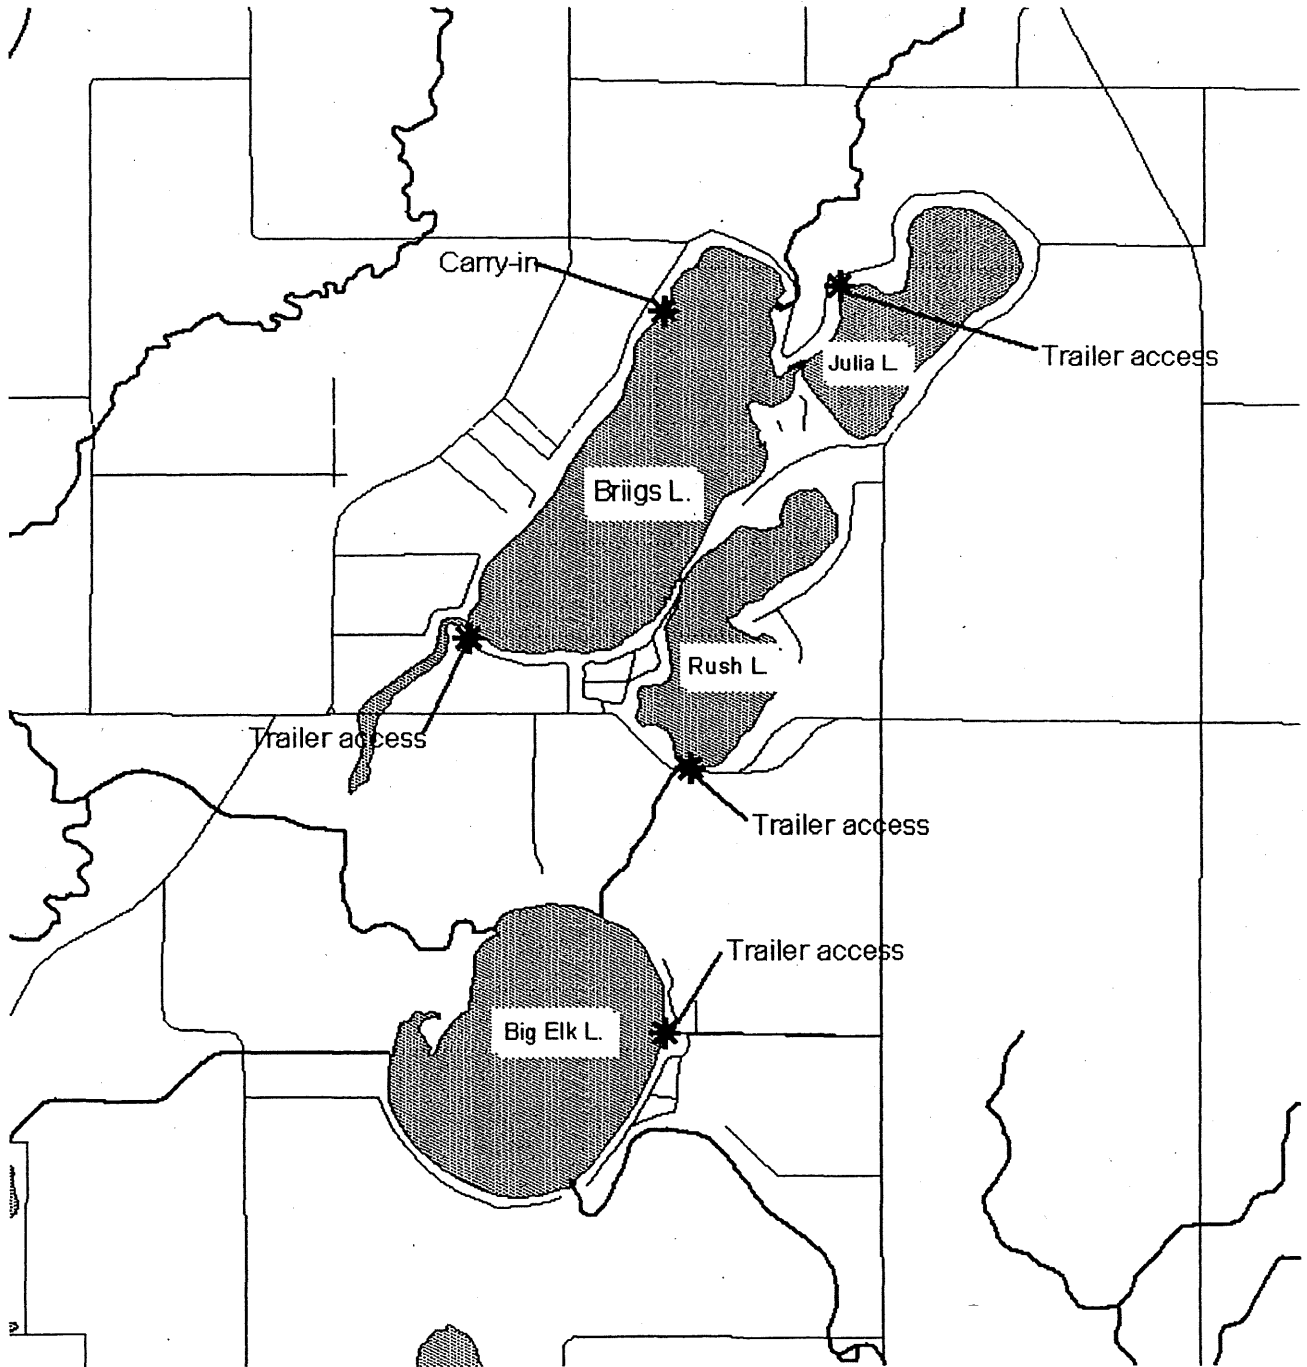 Carry-in
Trailer access
Julia L.
Briigs L.
Rush L.
Trailer access
Trailer access
Trailer access
Big Elk L.